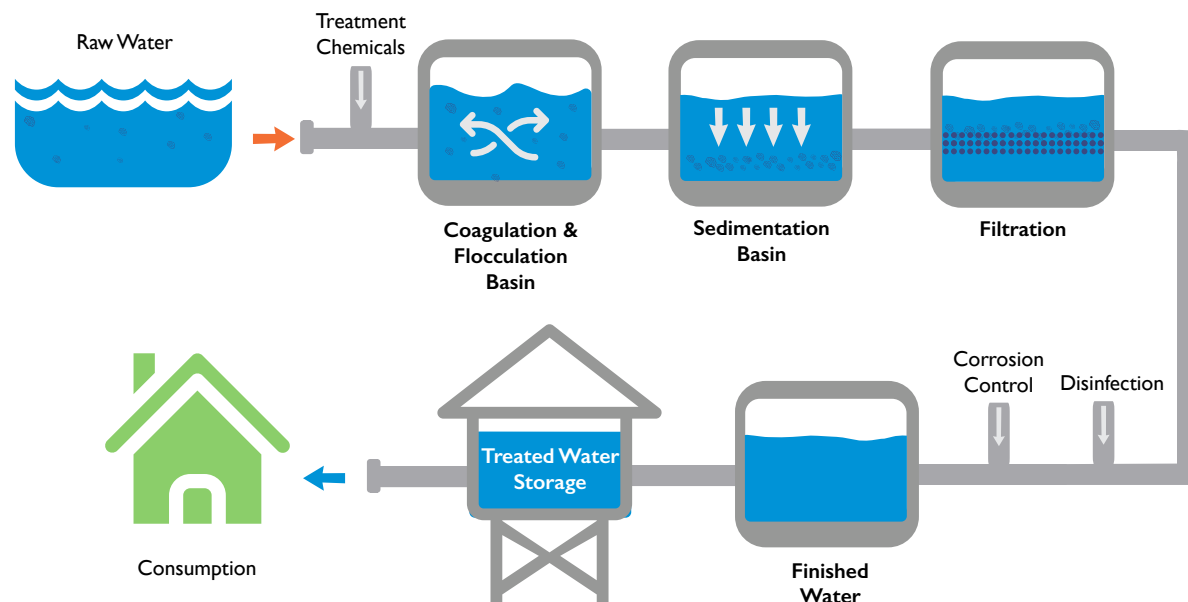 Raw Water
Treatment
Chemicals
Coagulation &
Flocculation
Basin
Sedimentation
Basin
Filtration
Corrosion
Control
Disinfection
Finished
Water
Treated Water
Storage
Consumption